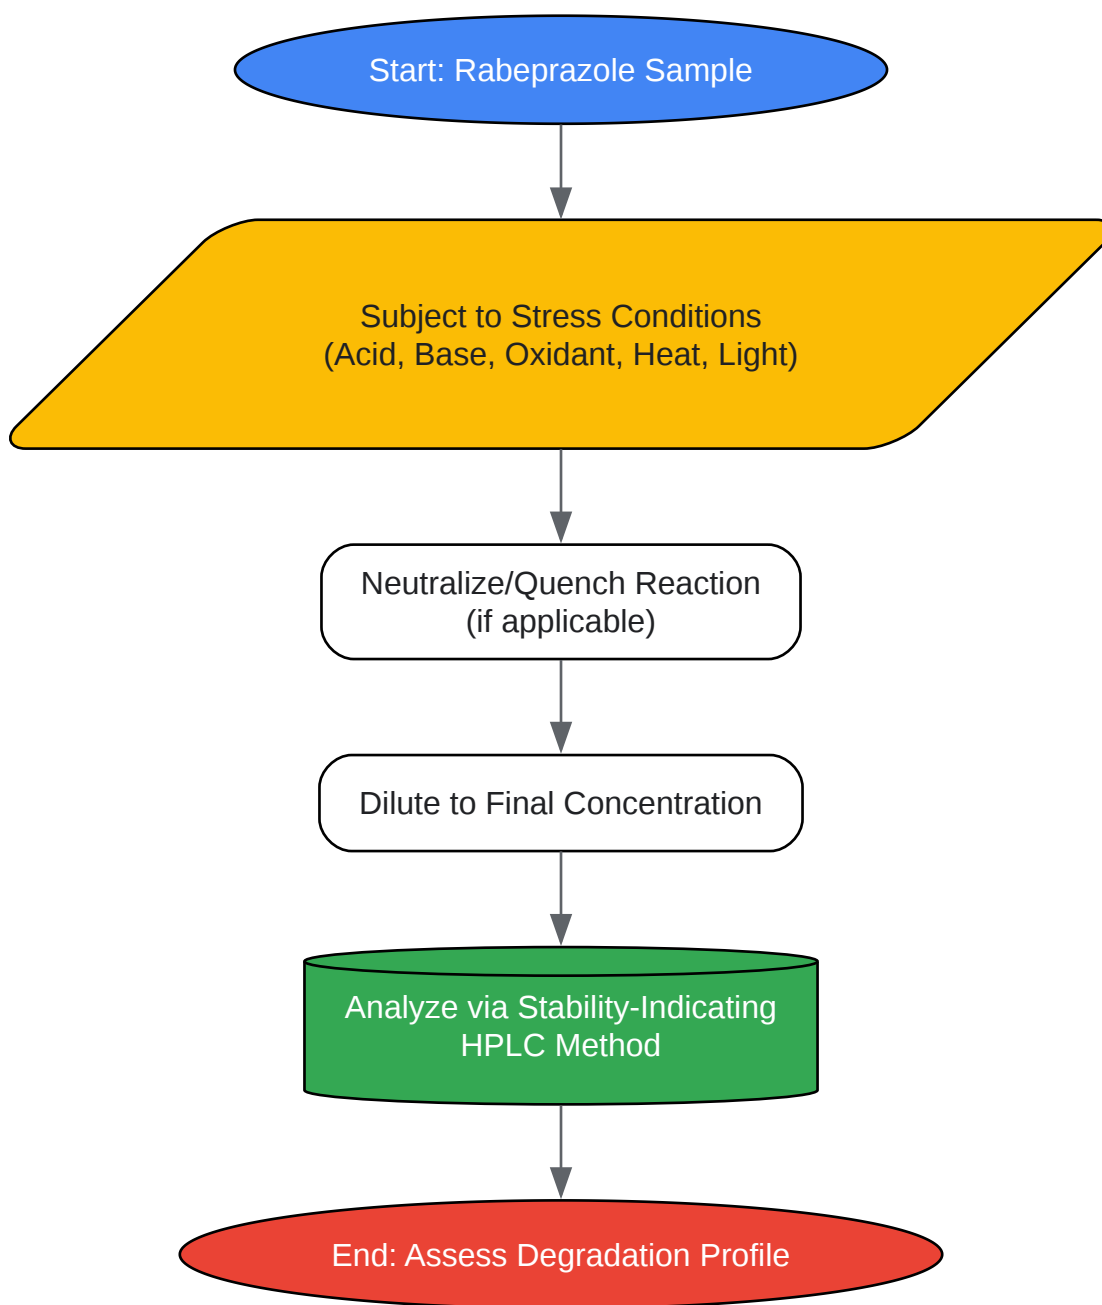 Start: Rabeprazole Sample
Subject to Stress Conditions
(Acid, Base, Oxidant, Heat, Light)
Neutralize/Quench Reaction
(if applicable)
Dilute to Final Concentration
Analyze via Stability-Indicating
HPLC Method
End: Assess Degradation Profile